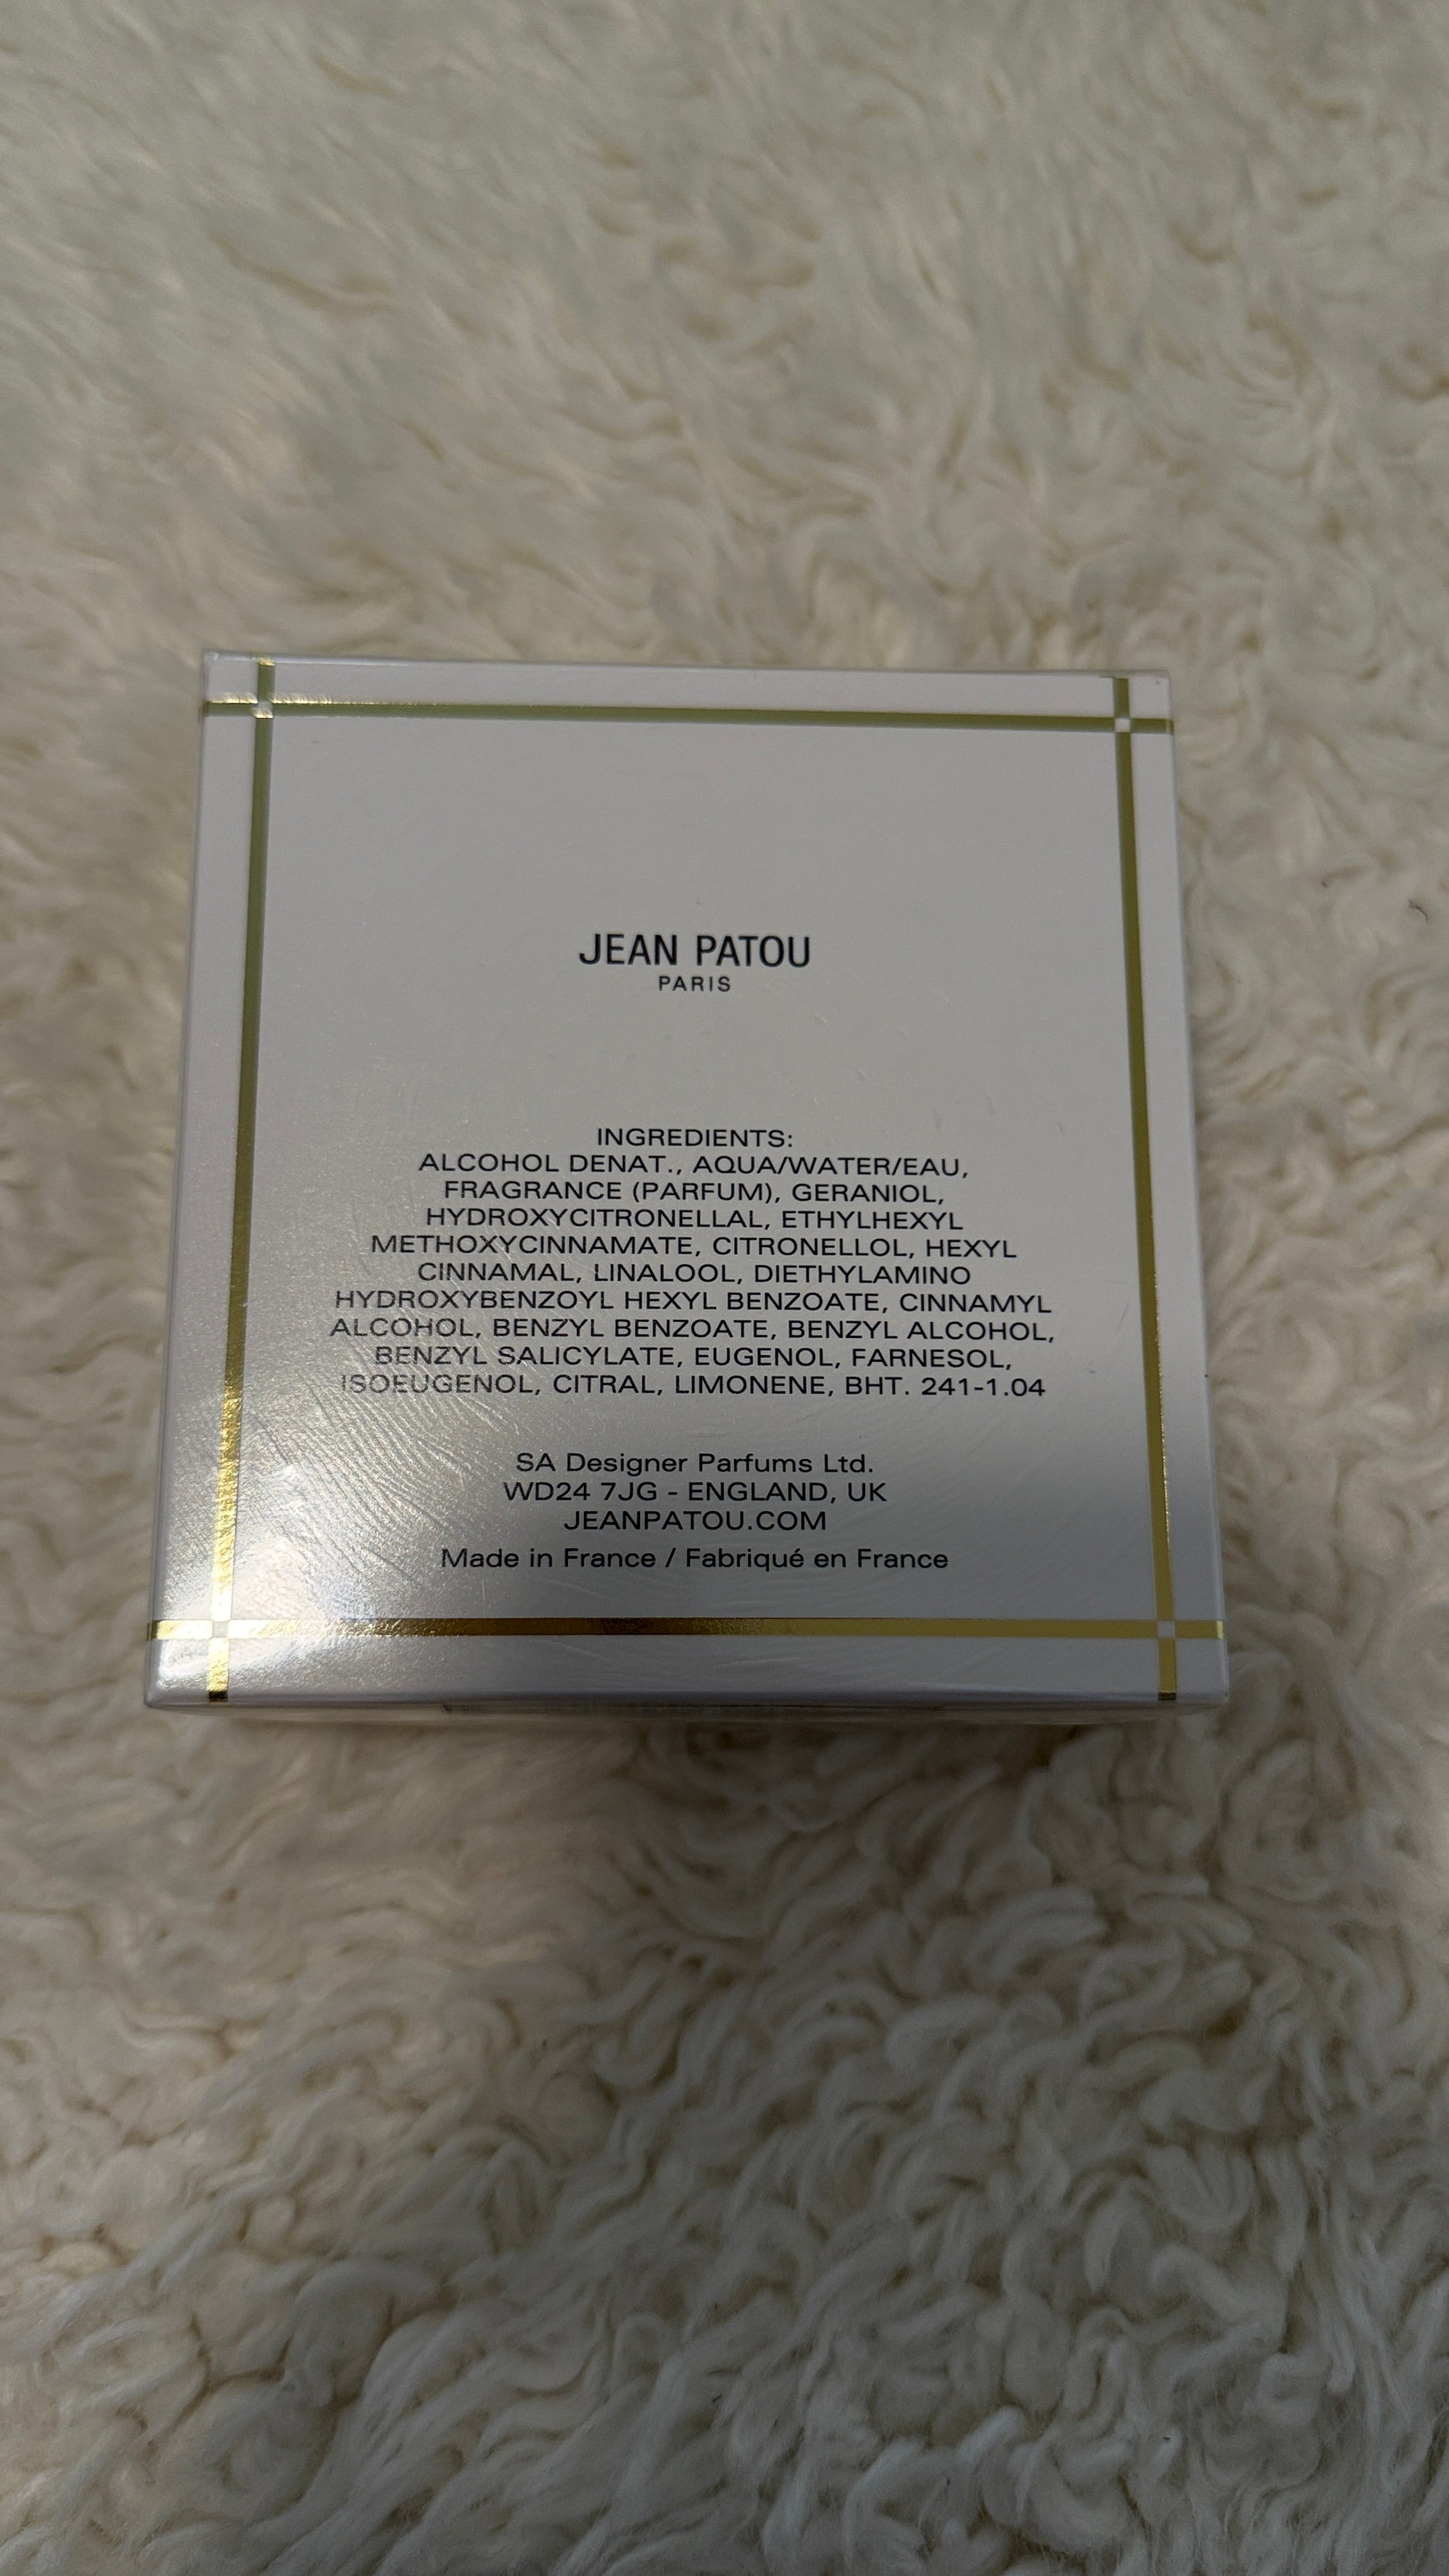 JEAN PATOU
PARIS
INGREDIENTS:
ALCOHOL DENAT., AQUA/WATER/EAU,
FRAGRANCE (PARFUM), GERANIOL,
HYDROXYCITRONELLAL, ETHYLHEXYL
METHOXYCINNAMATE, CITRONELLOL, HEXYL
CINNAMAL, LINALOOL, DIETHYLAMINO
HYDROXYBENZOYL HEXYL BENZOATE, CINNAMYL
ALCOHOL, BENZYL BENZOATE, BENZYL ALCOHOL,
BENZYL SALICYLATE, EUGENOL, FARNESOL,
ISOEUGENOL, CITRAL, LIMONENE, BHT. 241-1.04
SA Designer Parfums Ltd.
WD24 7JG - ENGLAND, UK
JEANPATOU.COM
Made in France / Fabriqué en France